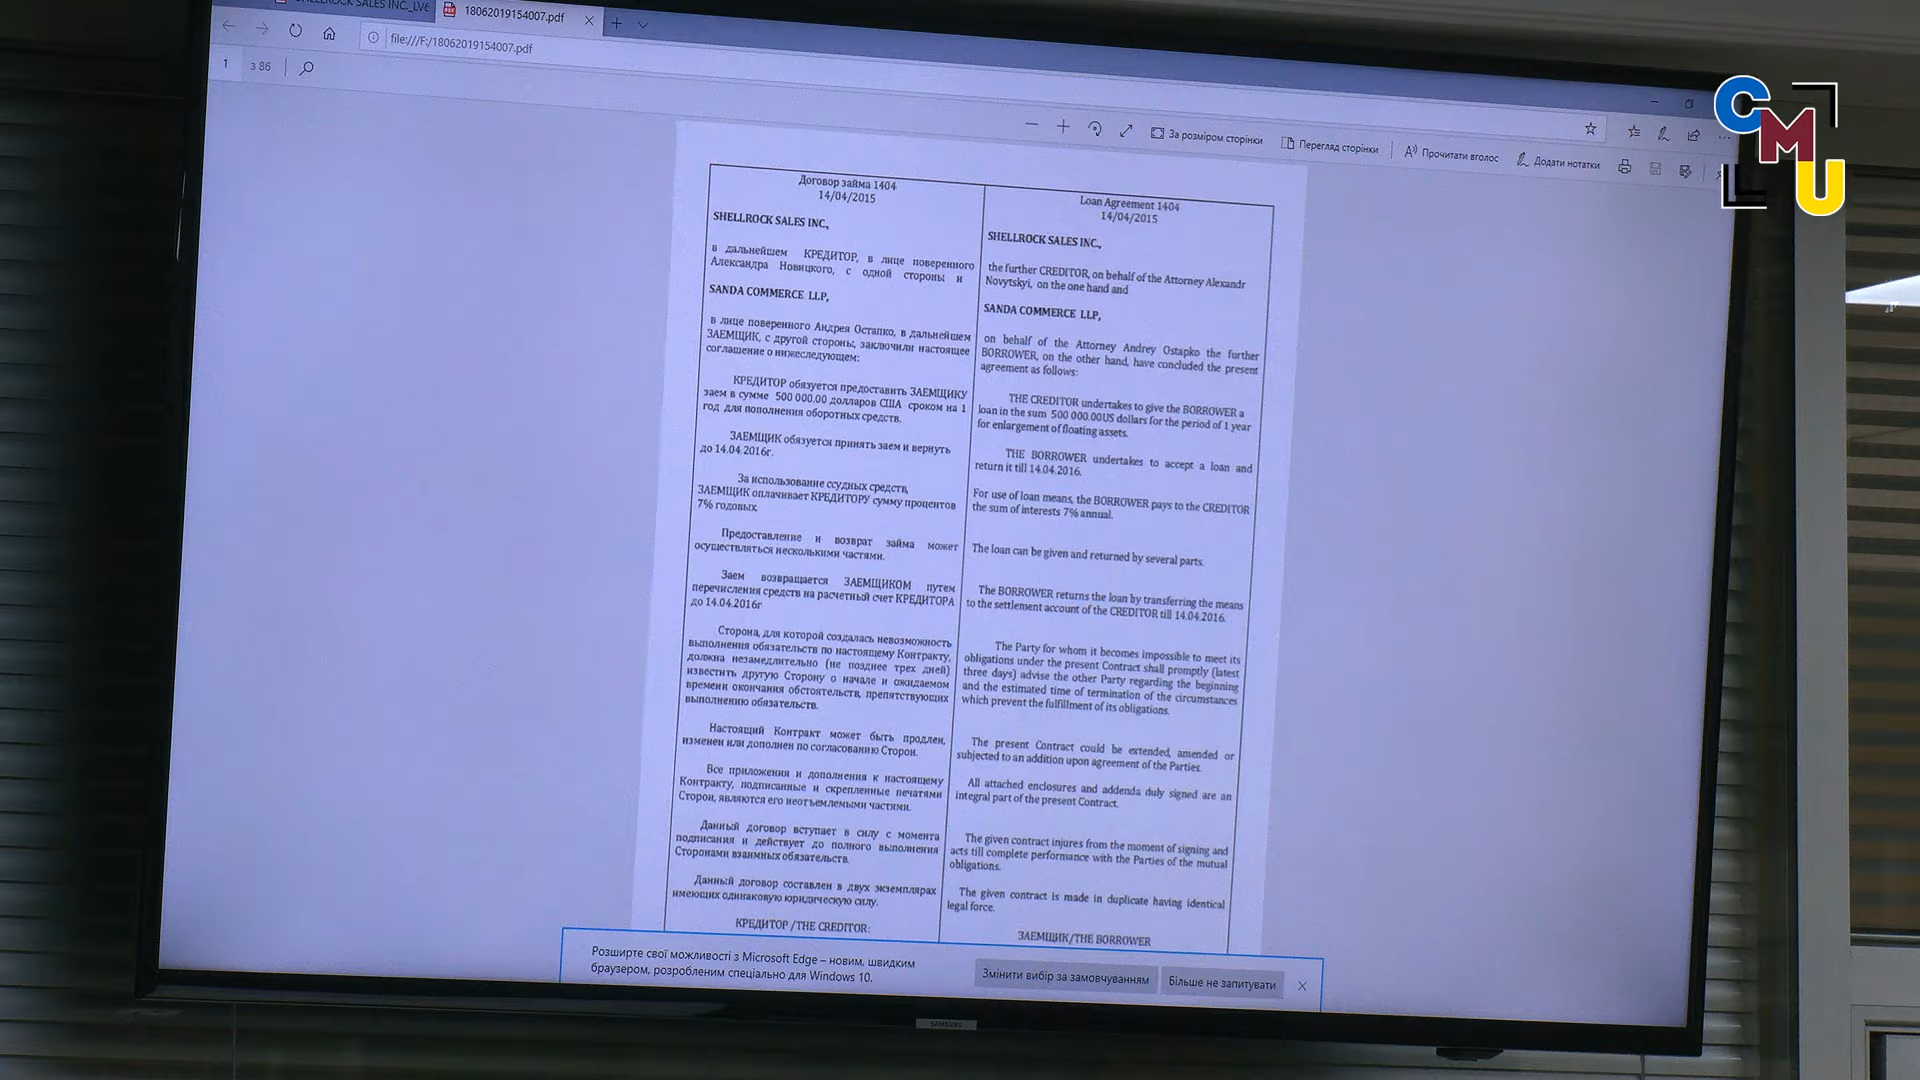 SHELLROCK SALES INC._LV6
18062019154007.pdf
file:///F:/18062019154007.pdf
1 з 86
За розміром сторінки
Перегляд сторінки
Прочитати вголос
Додати нотатки
CMU
Договор займа 1404
14/04/2015
SHELLROCK SALES INC.,
в дальнейшем КРЕДИТОР, в лице поверенного
Александра Новицкого, с одной стороны и
SANDA COMMERCE LLP,
в лице поверенного Андрея Остапко, в дальнейшем
ЗАЕМЩИК, с другой стороны, заключили настоящее
соглашение о нижеследующем:
КРЕДИТОР обязуется предоставить ЗАЕМЩИКУ
заем в сумме 500 000.00 долларов США сроком на 1
год для пополнения оборотных средств.
ЗАЕМЩИК обязуется принять заем и вернуть
до 14.04.2016г.
За использование ссудных средств,
ЗАЕМЩИК оплачивает КРЕДИТОРУ сумму процентов
7% годовых.
Предоставление и возврат займа может
осуществляться несколькими частями.
Заем возвращается ЗАЕМЩИКОМ путем
перечисления средств на расчетный счет КРЕДИТОРА
до 14.04.2016г
Сторона, для которой создалась невозможность
выполнения обязательств по настоящему Контракту,
должна незамедлительно (не позднее трех дней)
известить другую Сторону о начале и ожидаемом
времени окончания обстоятельств, препятствующих
выполнению обязательств.
Настоящий Контракт может быть продлен,
изменен или дополнен по согласованию Сторон.
Все приложения и дополнения к настоящему
Контракту, подписанные и скрепленные печатями
Сторон, являются его неотъемлемыми частями.
Данный договор вступает в силу с момента
подписания и действует до полного выполнения
Сторонами взаимных обязательств.
Данный договор составлен в двух экземплярах
имеющих одинаковую юридическую силу.
КРЕДИТОР /THE CREDITOR:
Loan Agreement 1404
14/04/2015
SHELLROCK SALES INC.,
the further CREDITOR, on behalf of the Attorney Alexandr
Novytskyi, on the one hand and
SANDA COMMERCE LLP,
on behalf of the Attorney Andrey Ostapko the further
BORROWER, on the other hand, have concluded the present
agreement as follows:
THE CREDITOR undertakes to give the BORROWER a
loan in the sum 500 000.00US dollars for the period of 1 year
for enlargement of floating assets.
THE BORROWER undertakes to accept a loan and
return it till 14.04.2016.
For use of loan means, the BORROWER pays to the CREDITOR
the sum of interests 7% annual.
The loan can be given and returned by several parts.
The BORROWER returns the loan by transferring the means
to the settlement account of the CREDITOR till 14.04.2016.
The Party for whom it becomes impossible to meet its
obligations under the present Contract shall promptly (latest
three days) advise the other Party regarding the beginning
and the estimated time of termination of the circumstances
which prevent the fulfillment of its obligations.
The present Contract could be extended, amended or
subjected to an addition upon agreement of the Parties.
All attached enclosures and addenda duly signed are an
integral part of the present Contract.
The given contract injures from the moment of signing and
acts till complete performance with the Parties of the mutual
obligations.
The given contract is made in duplicate having identical
legal force.
ЗАЕМЩИК/THE BORROWER
Розширте свої можливості з Microsoft Edge – новим, швидким
браузером, розробленим спеціально для Windows 10.
Змінити вибір за замовчуванням
Більше не запитувати
SAMSUNG